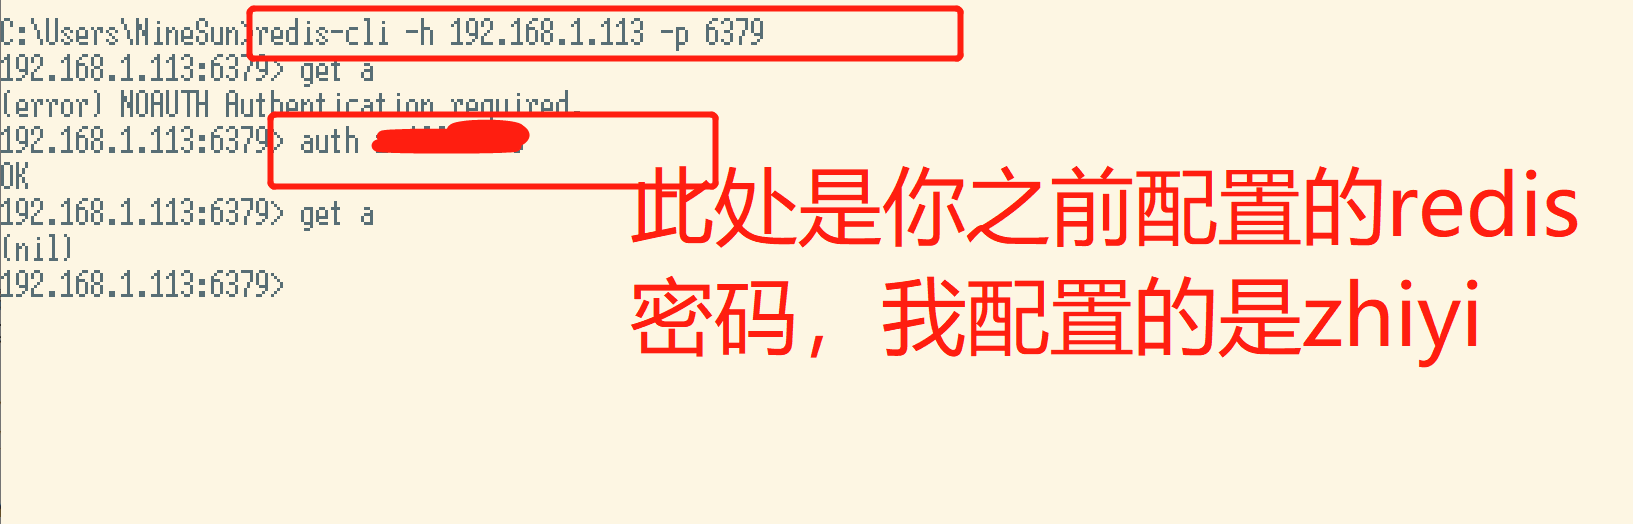 C:\Users\NineSun>redis-cli -h 192.168.1.113 -p 6379
192.168.1.113:6379> get a
(error) NOAUTH Authentication required.
192.168.1.113:6379> auth
OK
192.168.1.113:6379> get a
(nil)
192.168.1.113:6379>
此处是你之前配置的redis
密码，我配置的是zhiyi